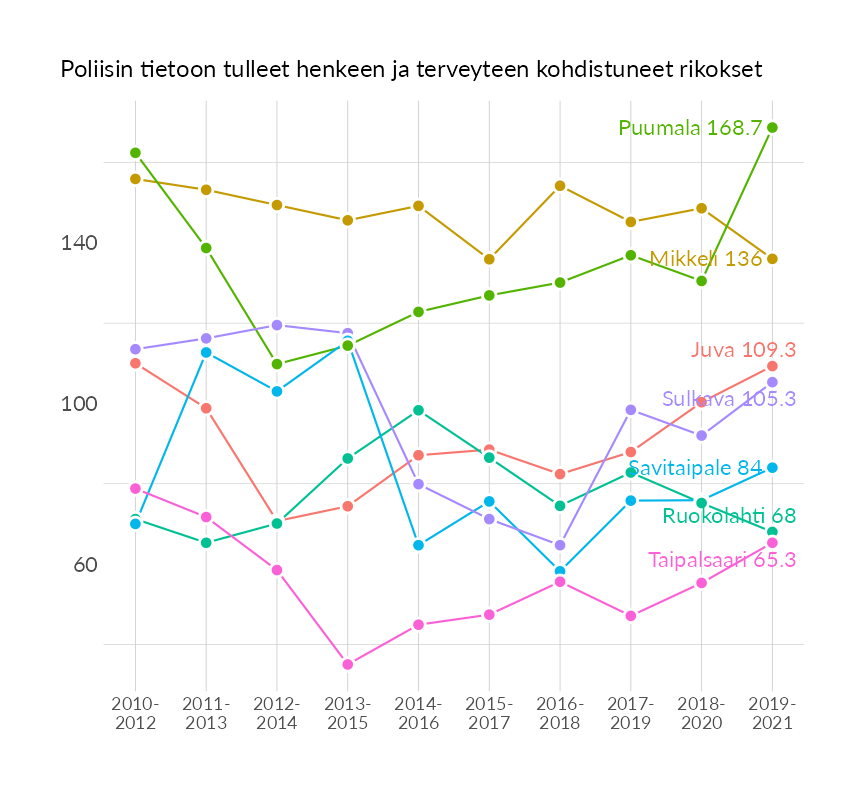 Poliisin tietoon tulleet henkeen ja terveyteen kohdistuneet rikokset
Puumala 168.7
140
Mikkeli 136
Juva 109.3
100
Sulkava 105.3
Savitaipale 84
Ruokolahti 68
60
Taipalsaari 65.3
2010- 2011- 2012- 2013- 2014- 2015- 2016- 2017- 2018- 2019-
2012 2013 2014 2015 2016 2017 2018 2019 2020 2021